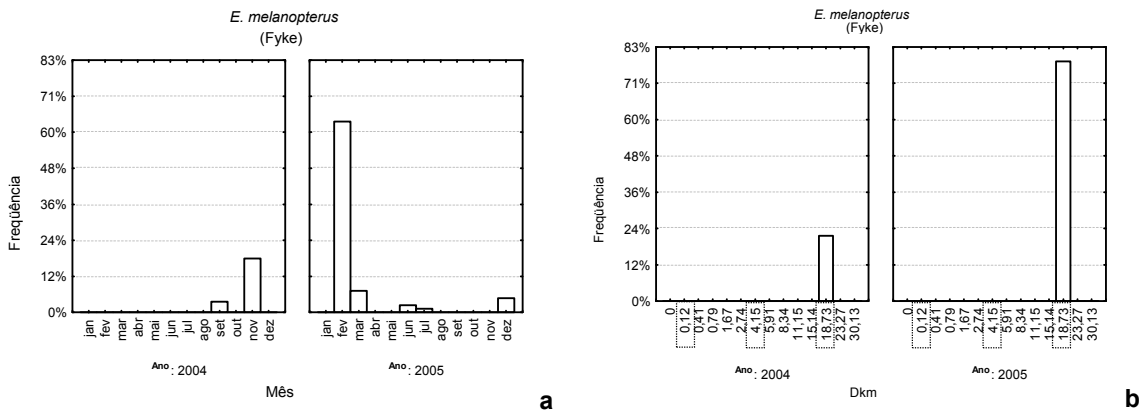 E. melanopterus
(Fyke)
Freqüência
83%
71%
60%
48%
36%
24%
12%
0%
jan fev mar abr mai jun jul ago set out nov dez
Ano: 2004
jan fev mar abr mai jun jul ago set out nov dez
Ano: 2005
Mês
a
E. melanopterus
(Fyke)
Freqüência
83%
71%
60%
48%
36%
24%
12%
0%
0 0,12 0,41 0,79 1,67 2,74 4,15 5,91 8,34 11,15 15,14 18,73 23,27 30,13
Ano: 2004
0 0,12 0,41 0,79 1,67 2,74 4,15 5,91 8,34 11,15 15,14 18,73 23,27 30,13
Ano: 2005
Dkm
b